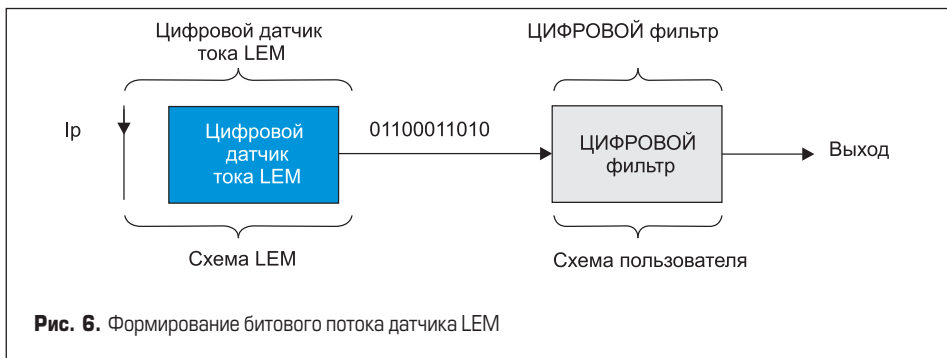 Цифровой датчик
тока LEM
ЦИФРОВОЙ фильтр
Ip
Цифровой
датчик
тока LEM
01100011010
ЦИФРОВОЙ
фильтр
Выход
Схема LEM
Схема пользователя
Рис. 6. Формирование битового потока датчика LEM